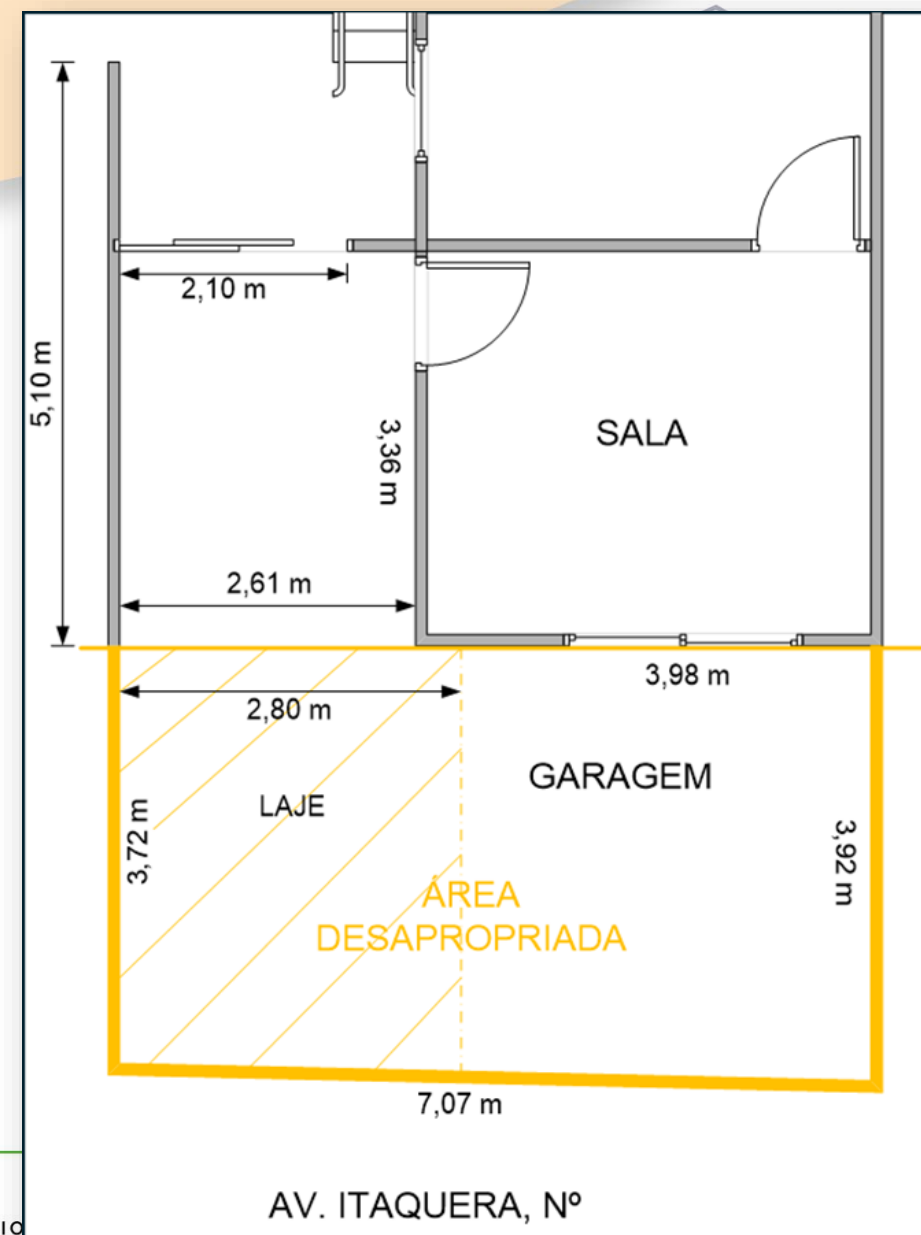 2,10 m
5,10 m
3,36 m
SALA
2,61 m
3,98 m
2,80 m
GARAGEM
LAJE
3,72 m
3,92 m
ÁREA
DESAPROPRIADA
7,07 m
AV. ITAQUERA, Nº